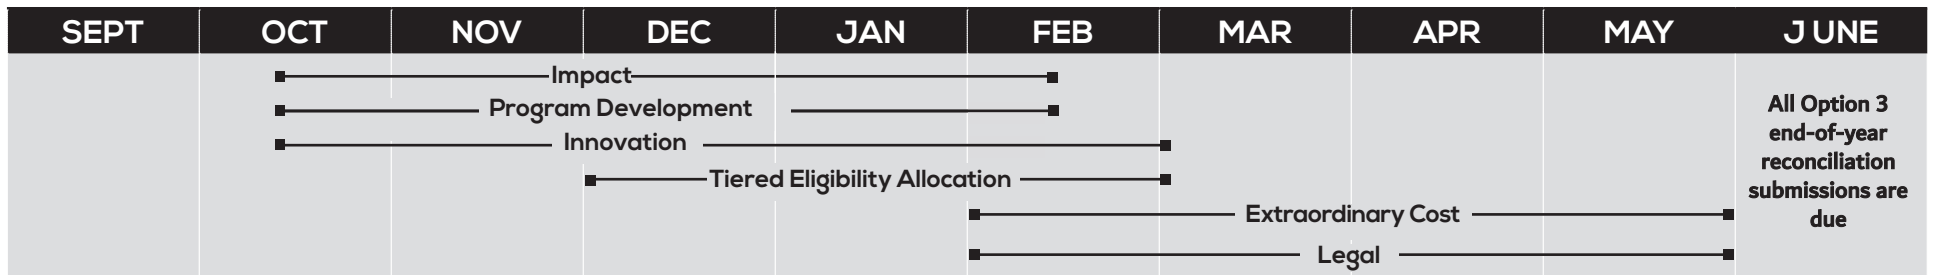 SEPT OCT NOV DEC JAN FEB MAR APR MAY J UNE
Impact
Program Development
Innovation
Tiered Eligibility Allocation
Extraordinary Cost
Legal
All Option 3
end-of-year
reconciliation
submissions are
due